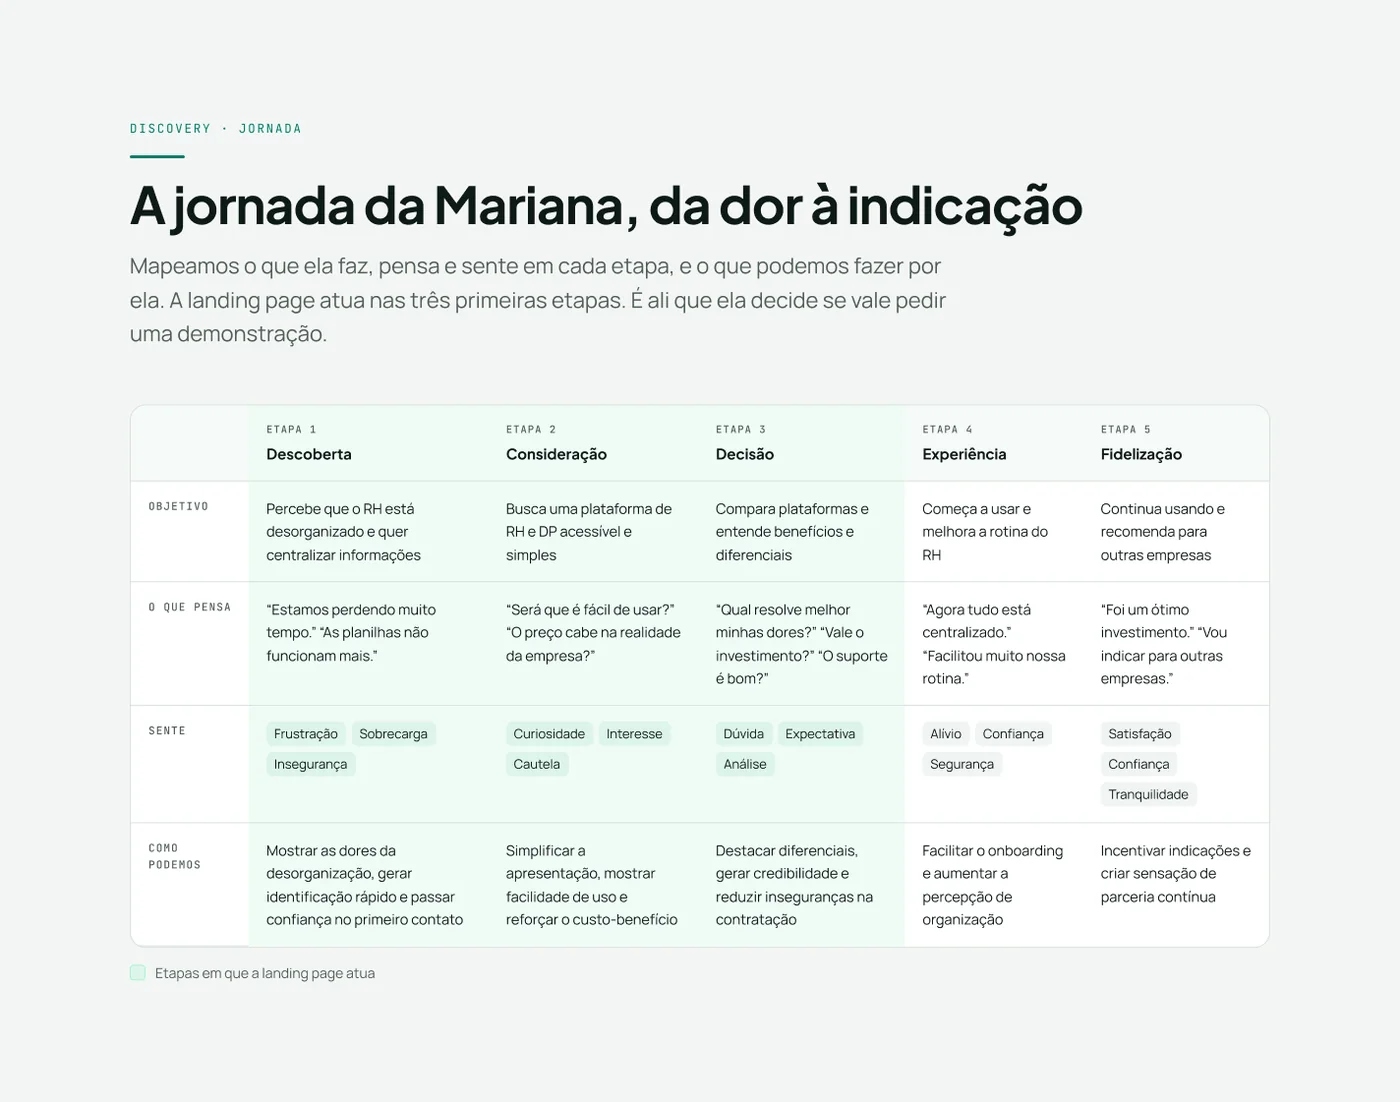 DISCOVERY · JORNADA
A jornada da Mariana, da dor à indicação
Mapeamos o que ela faz, pensa e sente em cada etapa, e o que podemos fazer por
ela. A landing page atua nas três primeiras etapas. É ali que ela decide se vale pedir
uma demonstração.
ETAPA 1
Descoberta
ETAPA 2
Consideração
ETAPA 3
Decisão
ETAPA 4
Experiência
ETAPA 5
Fidelização
OBJETIVO
Percebe que o RH está
desorganizado e quer
centralizar informações
Busca uma plataforma de
RH e DP acessível e
simples
Compara plataformas e
entende benefícios e
diferenciais
Começa a usar e
melhora a rotina do
RH
Continua usando e
recomenda para
outras empresas
O QUE PENSA
“Estamos perdendo muito
tempo.” “As planilhas não
funcionam mais.”
“Será que é fácil de usar?”
“O preço cabe na realidade
da empresa?”
“Qual resolve melhor
minhas dores?” “Vale o
investimento?” “O suporte
é bom?”
“Agora tudo está
centralizado.”
“Facilitou muito nossa
rotina.”
“Foi um ótimo
investimento.” “Vou
indicar para outras
empresas.”
SENTE
Frustração Sobrecarga
Insegurança
Curiosidade Interesse
Cautela
Dúvida Expectativa
Análise
Alívio Confiança
Segurança
Satisfação
Confiança
Tranquilidade
COMO
PODEMOS
Mostrar as dores da
desorganização, gerar
identificação rápido e passar
confiança no primeiro contato
Simplificar a
apresentação, mostrar
facilidade de uso e
reforçar o custo-benefício
Destacar diferenciais,
gerar credibilidade e
reduzir inseguranças na
contratação
Facilitar o onboarding
e aumentar a
percepção de
organização
Incentivar indicações e
criar sensação de
parceria contínua
Etapas em que a landing page atua